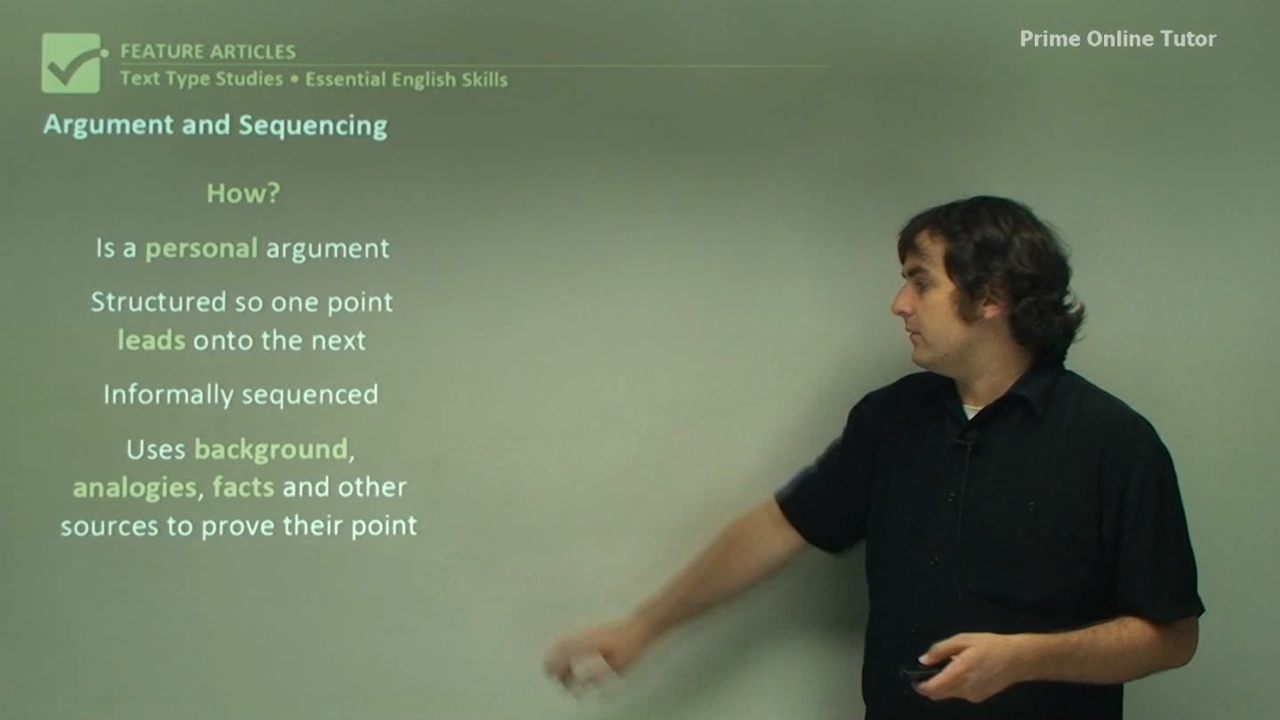 Prime Online Tutor
FEATURE ARTICLES
Text Type Studies • Essential English Skills
Argument and Sequencing
How?
Is a personal argument
Structured so one point
leads onto the next
Informally sequenced
Uses background,
analogies, facts and other
sources to prove their point